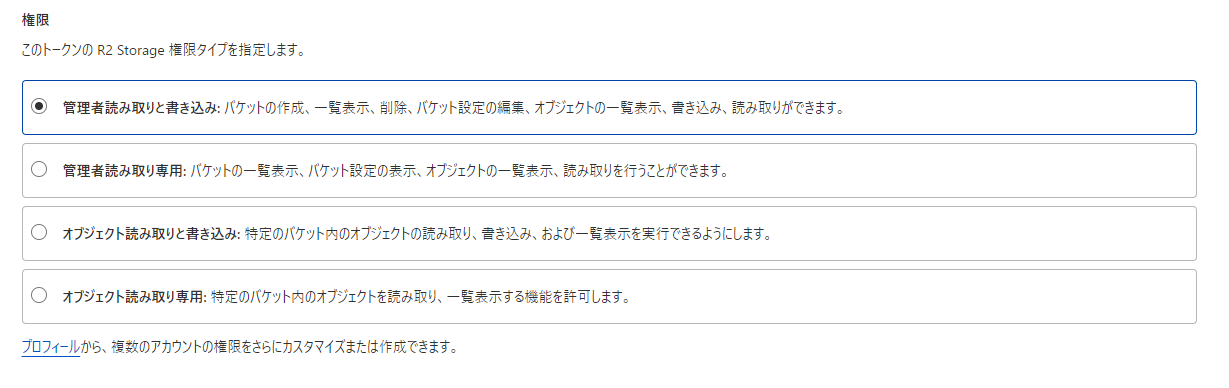 権限
このトークンの R2 Storage 権限タイプを指定します。
管理者読み取りと書き込み: バケットの作成、一覧表示、削除、バケット設定の編集、オブジェクトの一覧表示、書き込み、読み取りができます。
管理者読み取り専用: バケットの一覧表示、バケット設定の表示、オブジェクトの一覧表示、読み取りを行うことができます。
オブジェクト読み取りと書き込み: 特定のバケット内のオブジェクトの読み取り、書き込み、および一覧表示を実行できるようにします。
オブジェクト読み取り専用: 特定のバケット内のオブジェクトを読み取り、一覧表示する機能を許可します。
プロフィールから、複数のアカウントの権限をさらにカスタマイズまたは作成できます。